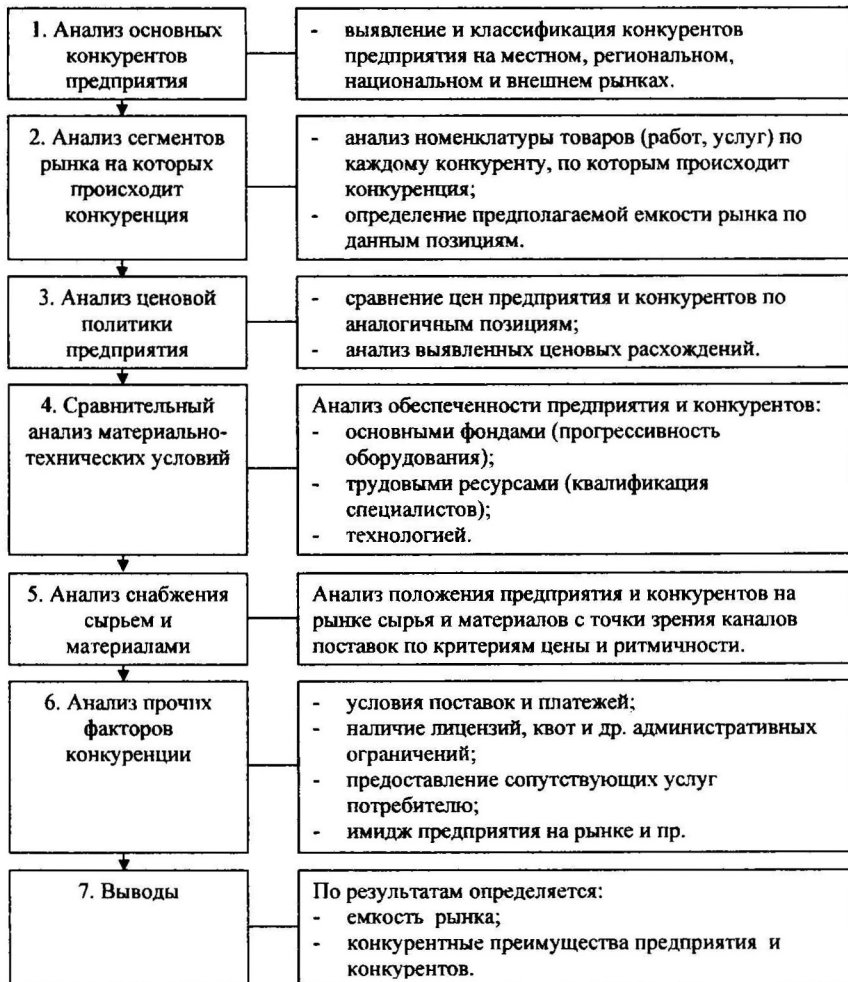 1. Анализ основных
конкурентов
предприятия
- выявление и классификация конкурентов
предприятия на местном, региональном,
национальном и внешнем рынках.
2. Анализ сегментов
рынка на которых
происходит
конкуренция
- анализ номенклатуры товаров (работ, услуг) по
каждому конкуренту, по которым происходит
конкуренция;
- определение предполагаемой емкости рынка по
данным позициям.
3. Анализ ценовой
политики
предприятия
- сравнение цен предприятия и конкурентов по
аналогичным позициям;
- анализ выявленных ценовых расхождений.
4. Сравнительный
анализ материально-
технических условий
Анализ обеспеченности предприятия и конкурентов:
- основными фондами (прогрессивность
оборудования);
- трудовыми ресурсами (квалификация
специалистов);
- технологией.
5. Анализ снабжения
сырьем и
материалами
Анализ положения предприятия и конкурентов на
рынке сырья и материалов с точки зрения каналов
поставок по критериям цены и ритмичности.
6. Анализ прочих
факторов
конкуренции
- условия поставок и платежей;
- наличие лицензий, квот и др. административных
ограничений;
- предоставление сопутствующих услуг
потребителю;
- имидж предприятия на рынке и пр.
7. Выводы
По результатам определяется:
- емкость рынка;
- конкурентные преимущества предприятия и
конкурентов.